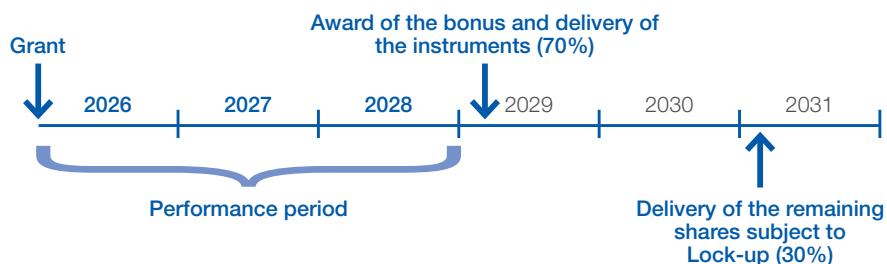 Award of the bonus and delivery of
the instruments (70%)
Grant
2026 2027 2028 2029 2030 2031
Performance period
Delivery of the remaining
shares subject to
Lock-up (30%)